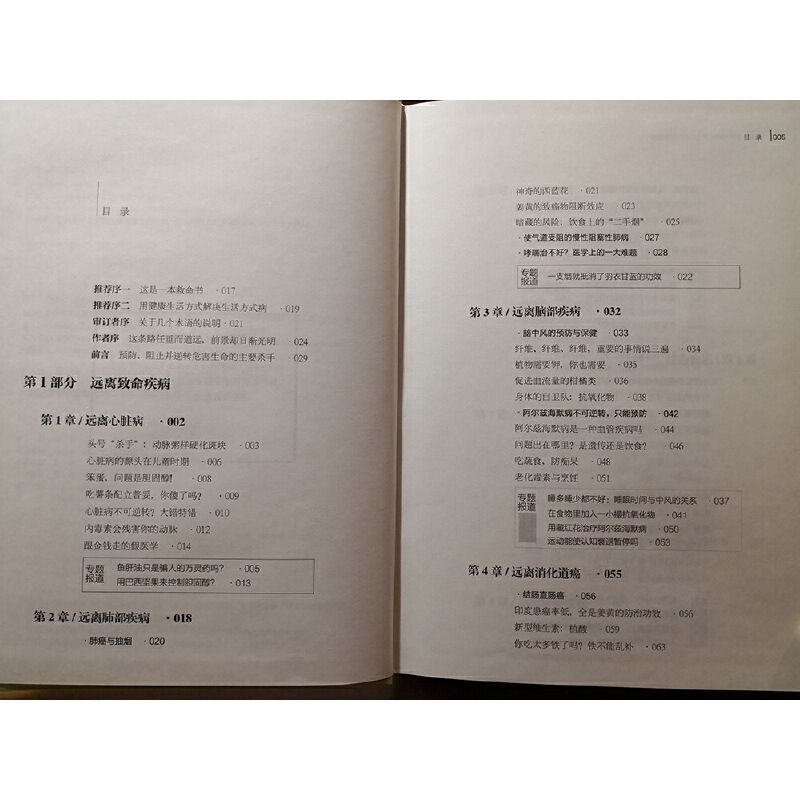 目 录
推荐序一 这是一本救命书 ·017
推荐序二 用健康生活方式解决生活方式病 ·019
审订者序 关于几个术语的说明 ·021
作者序 这条路任重而道远，前景却日渐光明 ·024
前言 预防、阻止并逆转危害生命的主要杀手 ·029
第1部分 远离致命疾病
第1章/远离心脏病 ·002
头号“杀手”：动脉粥样硬化斑块 ·003
心脏病的源头在儿童时期 ·006
笨蛋，问题是胆固醇！ ·008
吃薯条配立普妥，你傻了吗？ ·009
心脏病不可逆转？大错特错 ·010
内毒素会残害你的动脉 ·012
跟金钱走的假医学 ·014
专题报道
鱼肝油只是骗人的万灵药吗？ ·005
用巴西坚果来控制胆固醇？ ·013
第2章/远离肺部疾病 ·018
·肺癌与抽烟 ·020
目 录 005
神奇的西蓝花 ·021
姜黄的致癌物阻断效应 ·023
暗藏的风险：饮食上的“二手烟” ·025
·使气道受阻的慢性阻塞性肺病 ·027
·哮喘治不好？医学上的一大难题 ·028
专题报道
一支烟就抵消了羽衣甘蓝的功效 ·022
第3章/远离脑部疾病 ·032
·脑中风的预防与保健 ·033
纤维、纤维、纤维，重要的事情说三遍 ·034
植物需要钾，你也需要 ·035
促进血流量的柑橘类 ·036
身体的自卫队：抗氧化物 ·038
·阿尔兹海默病不可逆转，只能预防 ·042
阿尔兹海默病是一种血管疾病吗 ·044
问题出在哪里？是遗传还是饮食？ ·046
吃蔬食，防痴呆 ·048
老化毒素与烹饪 ·051
专题报道
睡多睡少都不好：睡眠时间与中风的关系 ·037
在食物里加入一小撮抗氧化物 ·041
用藏红花治疗阿尔兹海默病 ·050
运动能使认知衰退暂停吗 ·053
第4章/远离消化道癌 ·055
·结肠直肠癌 ·056
印度患癌率低，全是姜黄的防治功效 ·056
新型维生素：植酸 ·059
你吃太多铁了吗？铁不能乱补 ·063